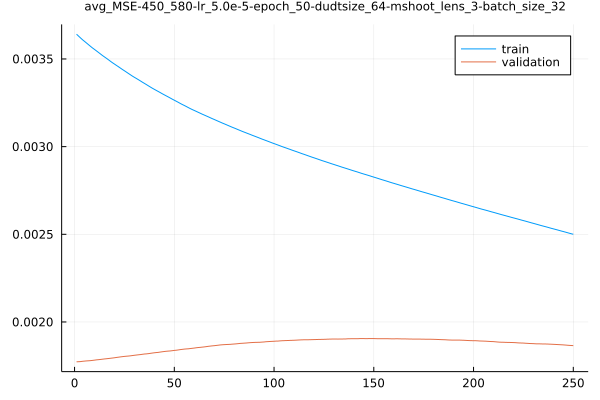 avg_MSE-450_580-lr_5.0e-5-epoch_50-dudtsize_64-mshoot_lens_3-batch_size_32
train
validation
0.0035
0.0030
0.0025
0.0020
0 50 100 150 200 250